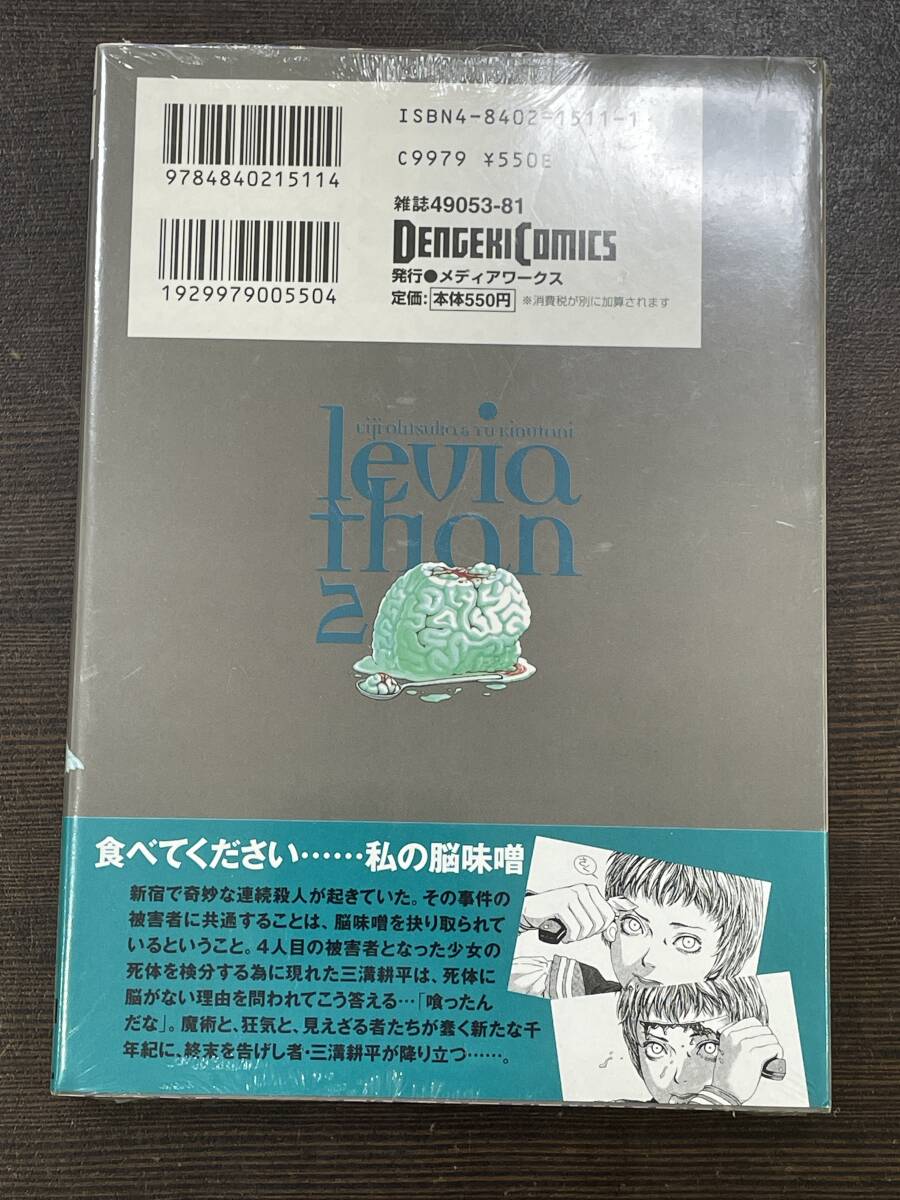 ISBN4-8402-1511-1
9784840215114
C9979 ¥550E
雑誌49053-81
DENGEKI COMICS
発行●メディアワークス
1929979005504
定価:本体550円 ※消費税が別に加算されます
Eiji Ohtsuka & Yu Kinutani
levia
than
2
食べてください……私の脳味噌
新宿で奇妙な連続殺人が起きていた。その事件の
被害者に共通することは、脳味噌を抉り取られて
いるということ。4人目の被害者となった少女の
死体を検分する為に現れた三溝耕平は、死体に
脳がない理由を問われてこう答える…「喰ったん
だな」。魔術と、狂気と、見えざる者たちが蠢く新たな千
年紀に、終末を告げし者・三溝耕平が降り立つ……。